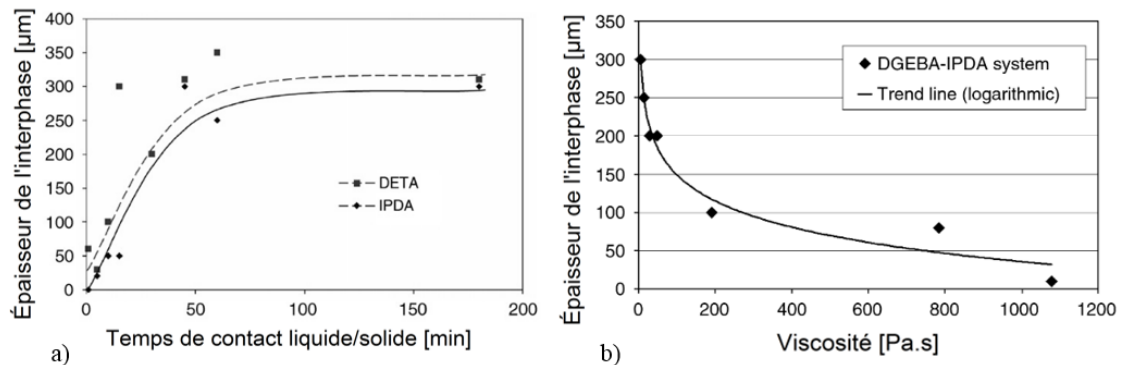 400
350
300
250
200
150
100
50
0
Épaisseur de l'interphase [µm]
DETA
IPDA
0 50 100 150 200
Temps de contact liquide/solide [min]
a)
350
300
250
200
150
100
50
0
Épaisseur de l'interphase [µm]
DGEBA-IPDA system
Trend line (logarithmic)
0 200 400 600 800 1000 1200
Viscosité [Pa.s]
b)